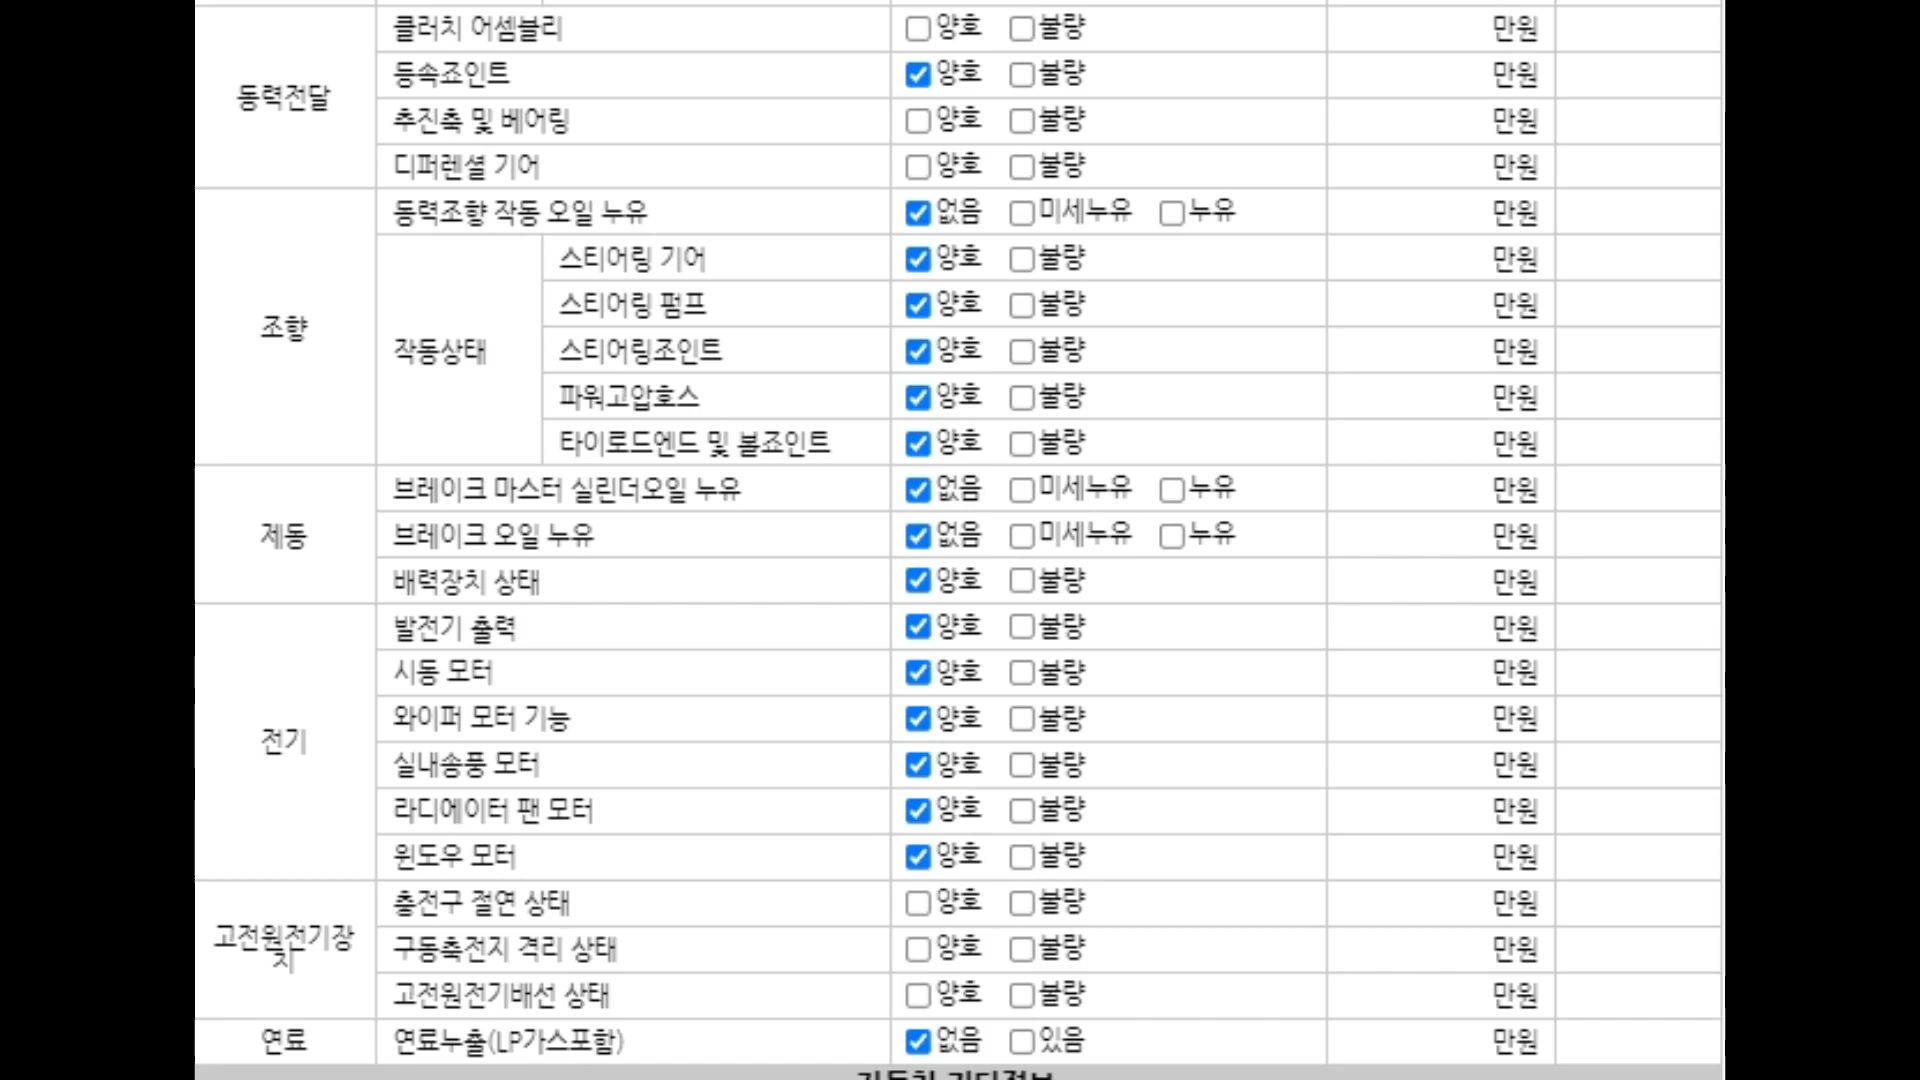 클러치 어셈블리 양호 불량 만원
등속죠인트 양호 불량 만원
동력전달
추진축 및 베어링 양호 불량 만원
디퍼렌셜 기어 양호 불량 만원
동력조향 작동 오일 누유 없음 미세누유 누유 만원
스티어링 기어 양호 불량 만원
스티어링 펌프 양호 불량 만원
조향
작동상태 스티어링조인트 양호 불량 만원
파워고압호스 양호 불량 만원
타이로드엔드 및 볼죠인트 양호 불량 만원
브레이크 마스터 실린더오일 누유 없음 미세누유 누유 만원
제동 브레이크 오일 누유 없음 미세누유 누유 만원
배력장치 상태 양호 불량 만원
발전기 출력 양호 불량 만원
시동 모터 양호 불량 만원
와이퍼 모터 기능 양호 불량 만원
전기
실내송풍 모터 양호 불량 만원
라디에이터 팬 모터 양호 불량 만원
윈도우 모터 양호 불량 만원
충전구 절연 상태 양호 불량 만원
고전원전기장
치
구동축전지 격리 상태 양호 불량 만원
고전원전기배선 상태 양호 불량 만원
연료 연료누출(LP가스포함) 없음 있음 만원